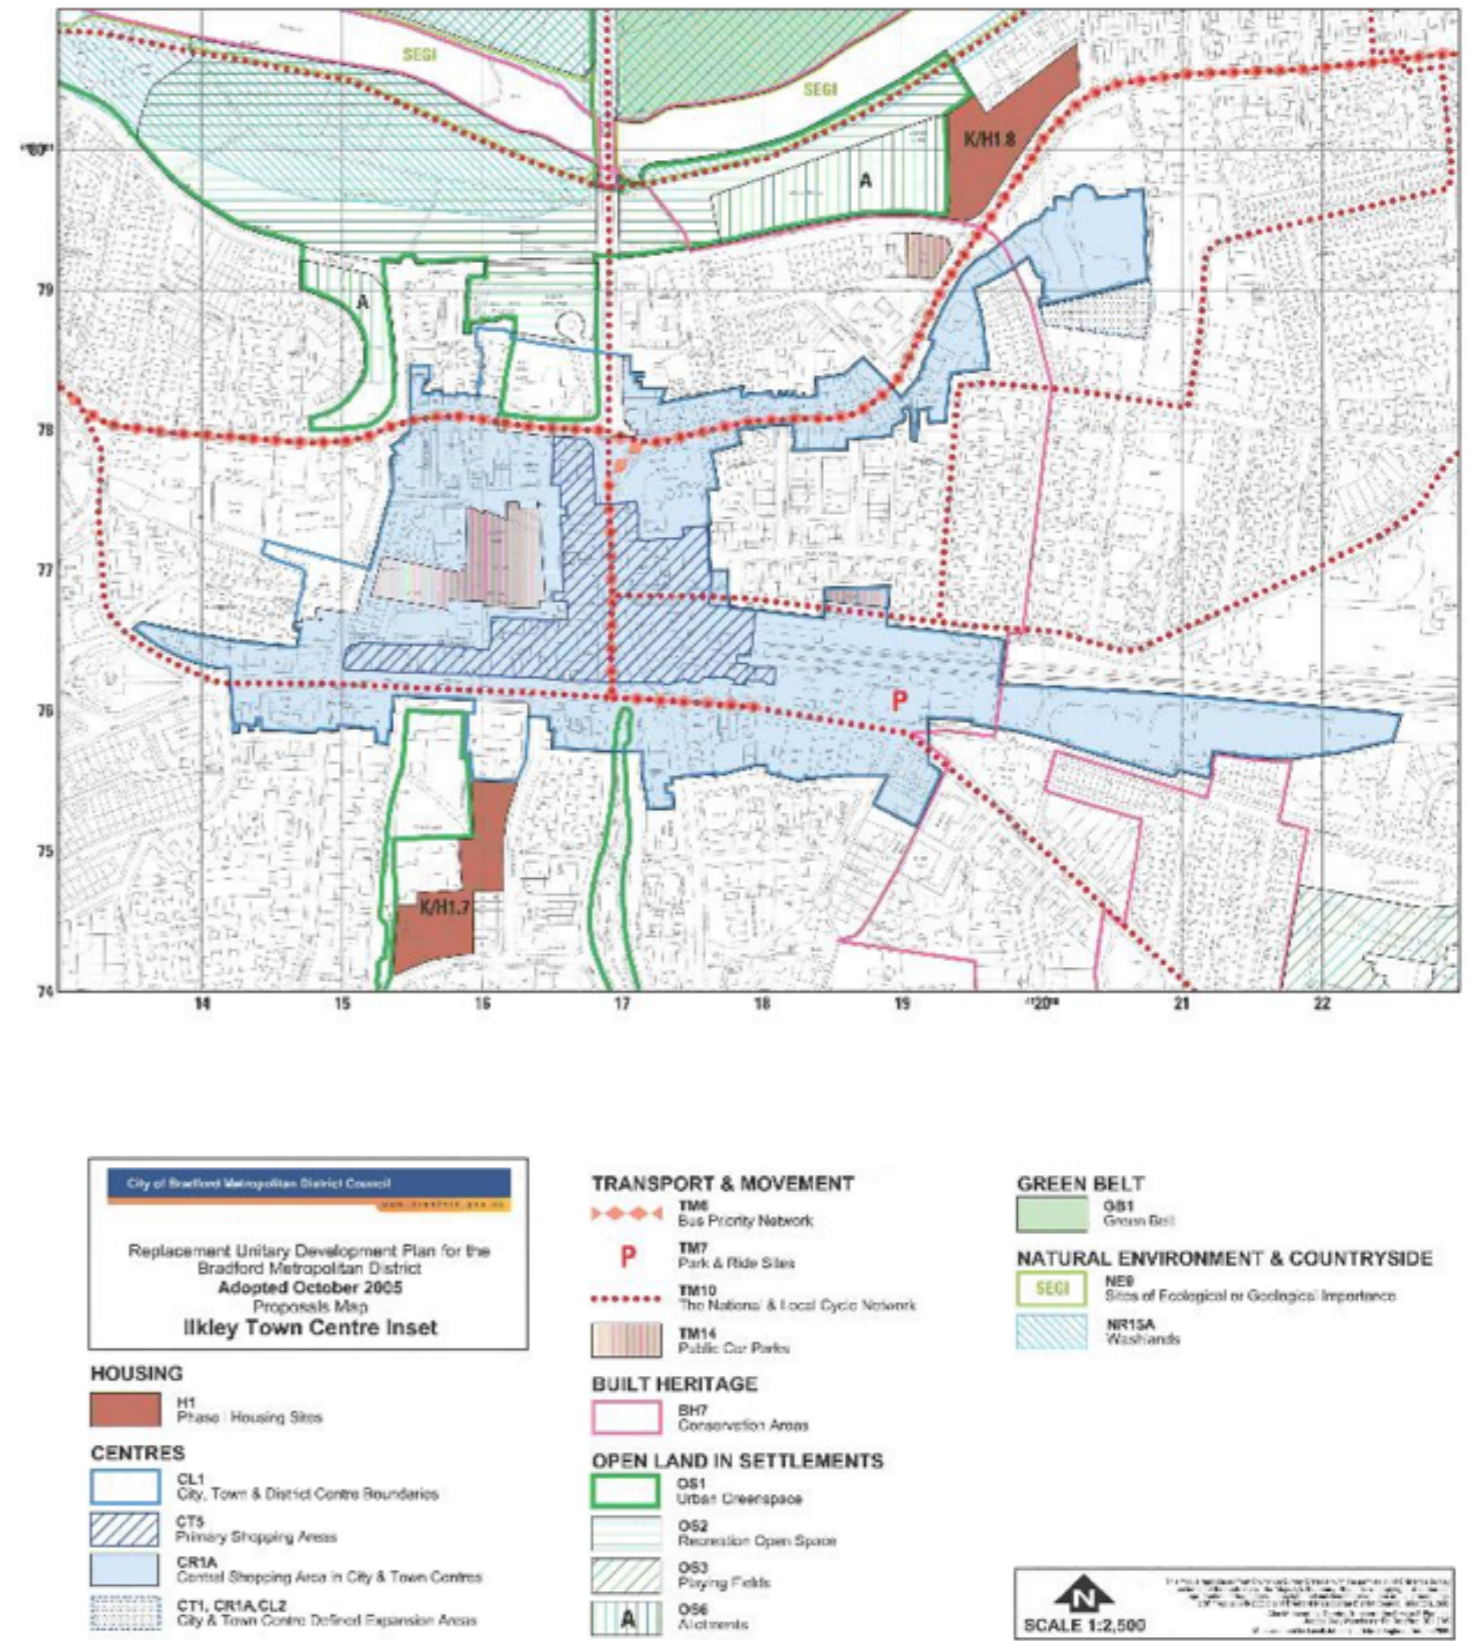 SEGI
SEGI
K/H1.8
A
A
P
K/H1.7
79
78
77
76
75
74
14
15
16
17
18
19
21
22
City of Bradford Metropolitan District Council
www.bradford.gov.uk
Replacement Unitary Development Plan for the
Bradford Metropolitan District
Adopted October 2005
Proposals Map
Ilkley Town Centre Inset
HOUSING
H1
Phase I Housing Sites
CENTRES
CL1
City, Town & District Centre Boundaries
CT5
Primary Shopping Areas
CR1A
Central Shopping Area in City & Town Centres
CT1, CR1A,CL2
City & Town Centre Defined Expansion Areas
TRANSPORT & MOVEMENT
TM6
Bus Priority Network
P
TM7
Park & Ride Sites
TM10
The National & Local Cycle Network
TM14
Public Car Parks
BUILT HERITAGE
BH7
Conservation Areas
OPEN LAND IN SETTLEMENTS
OS1
Urban Greenspace
OS2
Recreation Open Space
OS3
Playing Fields
A
OS6
Allotments
GREEN BELT
GB1
Green Belt
NATURAL ENVIRONMENT & COUNTRYSIDE
SEGI
NE9
Sites of Ecological or Geological Importance
NR15A
Washlands
N
SCALE 1:2,500